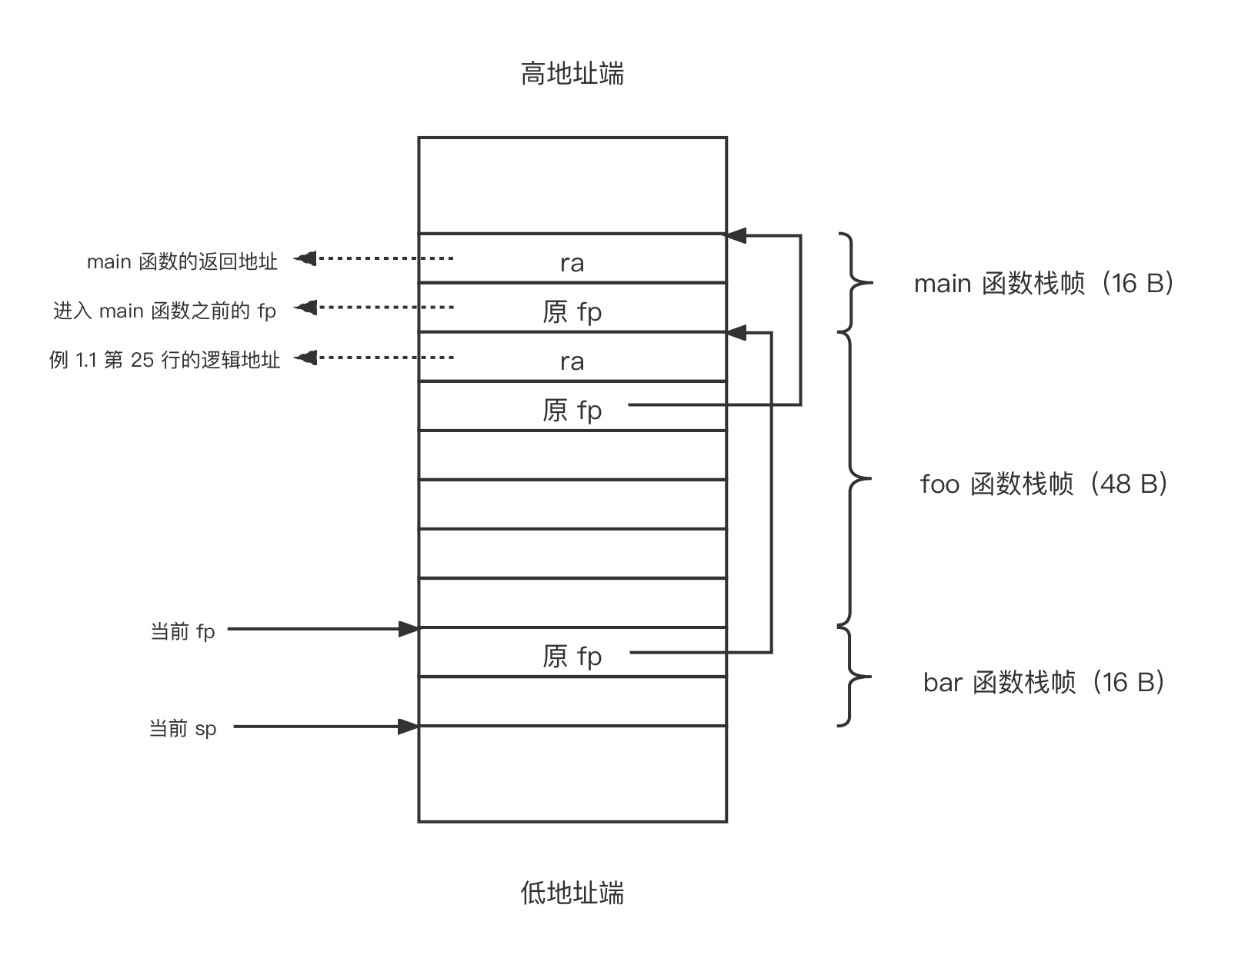 高地址端
main 函数的返回地址
ra
main 函数栈帧（16 B）
进入 main 函数之前的 fp
原 fp
例 1.1 第 25 行的逻辑地址
ra
原 fp
foo 函数栈帧（48 B）
当前 fp
原 fp
bar 函数栈帧（16 B）
当前 sp
低地址端